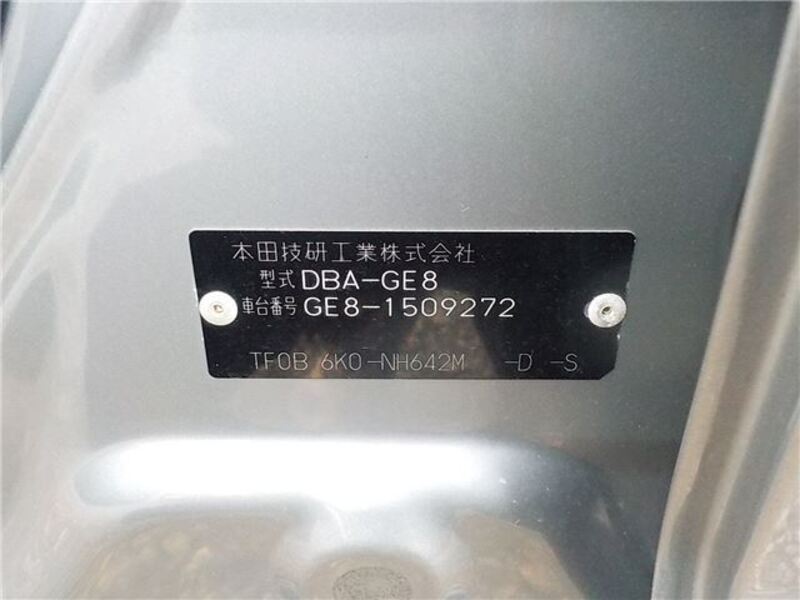 本田技研工業株式会社
型式 DBA-GE8
車台番号 GE8-1509272
TF0B 6K0-NH642M -D -S